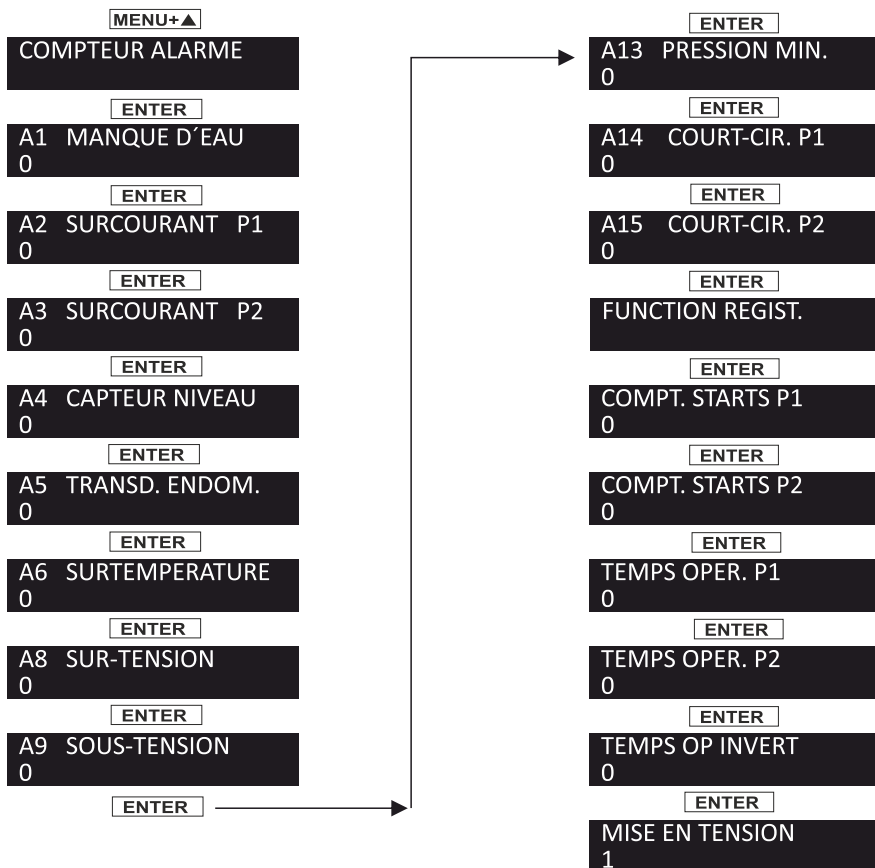 MENU+▲
COMPTEUR ALARME
ENTER
A1 MANQUE D´EAU
0
ENTER
A2 SURCOURANT P1
0
ENTER
A3 SURCOURANT P2
0
ENTER
A4 CAPTEUR NIVEAU
0
ENTER
A5 TRANSD. ENDOM.
0
ENTER
A6 SURTEMPERATURE
0
ENTER
A8 SUR-TENSION
0
ENTER
A9 SOUS-TENSION
0
ENTER
ENTER
A13 PRESSION MIN.
0
ENTER
A14 COURT-CIR. P1
0
ENTER
A15 COURT-CIR. P2
0
ENTER
FUNCTION REGIST.
ENTER
COMPT. STARTS P1
0
ENTER
COMPT. STARTS P2
0
ENTER
TEMPS OPER. P1
0
ENTER
TEMPS OPER. P2
0
ENTER
TEMPS OP INVERT
0
ENTER
MISE EN TENSION
1